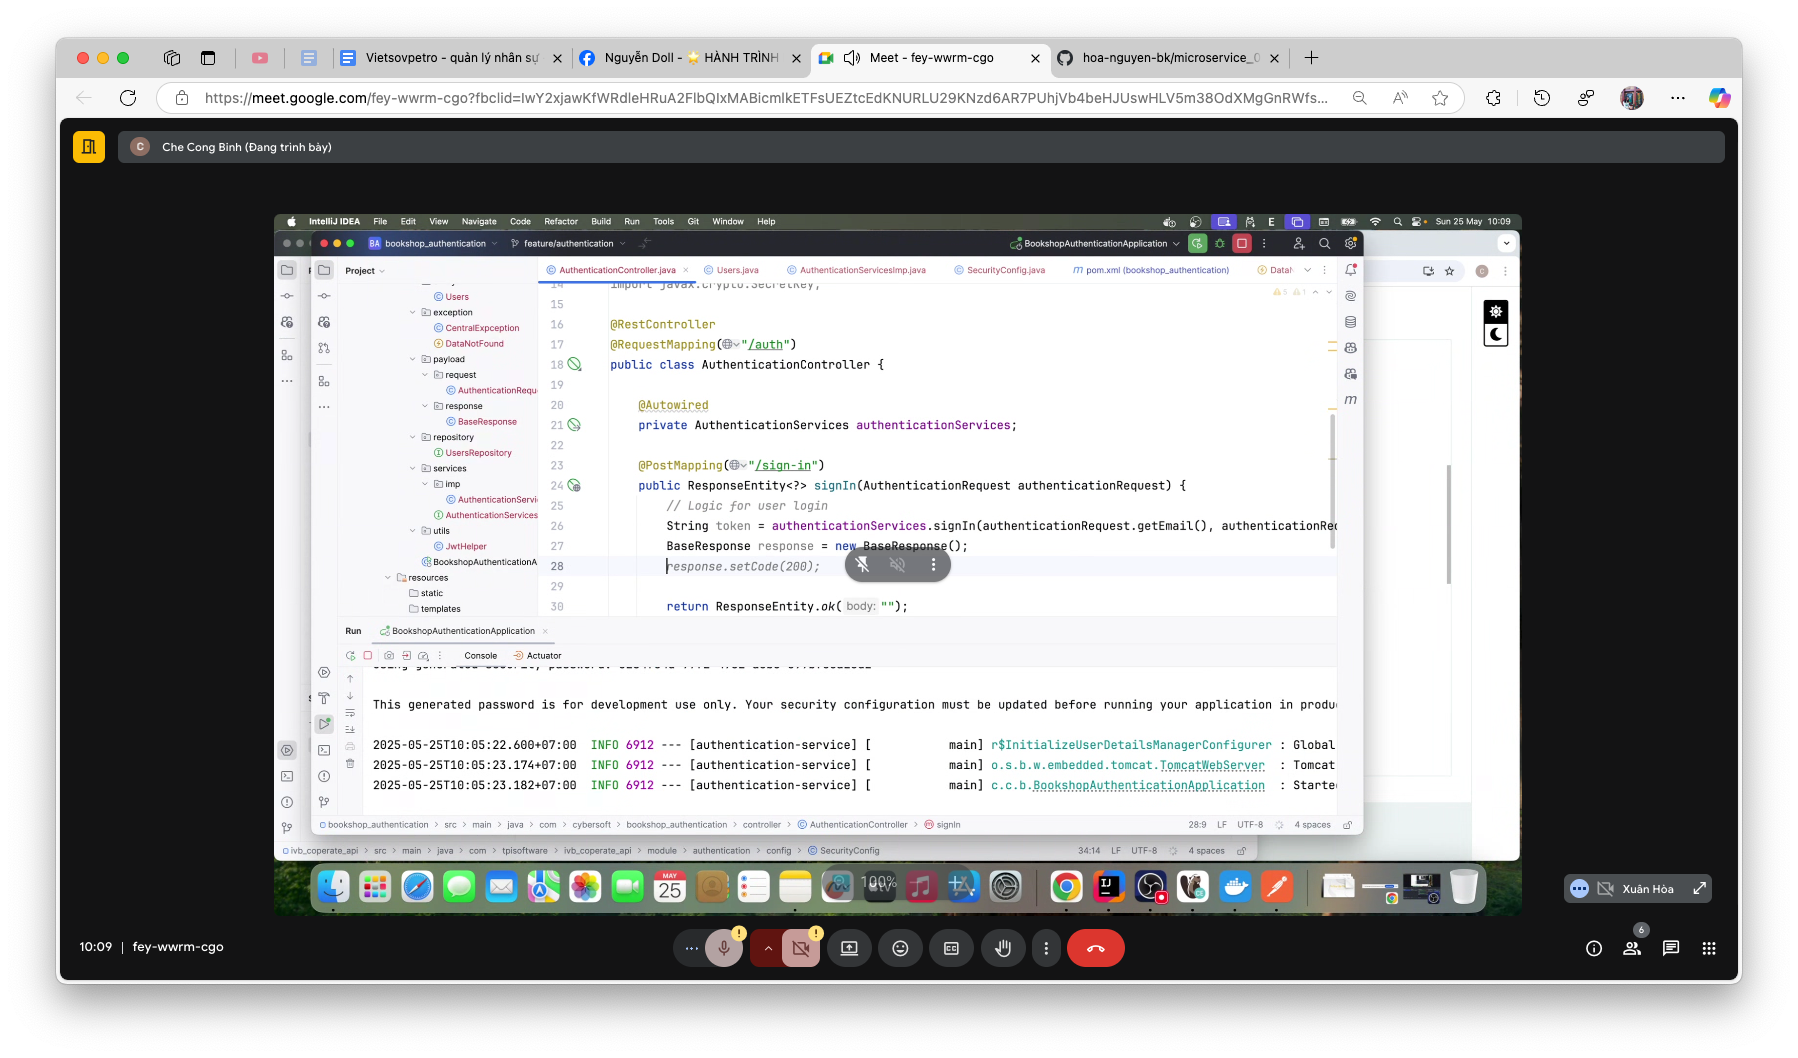 Vietsovpetro - quản lý nhân sự
Nguyễn Doll - ⭐ HÀNH TRÌNH
Meet - fey-wwrm-cgo
hoa-nguyen-bk/microservice_0
https://meet.google.com/fey-wwrm-cgo?fbclid=IwY2xjawKfWRdleHRuA2FlbQIxMABicmlkETFsUEZtcEdKNURLU29KNzd6AR7PUhjVb4beHJUswHLV5m38OdXMgGnRWfs...
C Che Cong Binh (Đang trình bày)
IntelliJ IDEA File Edit View Navigate Code Refactor Build Run Tools Git Window Help
Sun 25 May 10:09
BA bookshop_authentication feature/authentication
BookshopAuthenticationApplication
Project
AuthenticationController.java Users.java AuthenticationServicesImp.java SecurityConfig.java pom.xml (bookshop_authentication)
Users
exception
CentralExpception
DataNotFound
payload
request
AuthenticationRequ
response
BaseResponse
repository
UsersRepository
services
imp
AuthenticationServi
AuthenticationServices
utils
JwtHelper
BookshopAuthenticationA
resources
static
templates
14 import javax.crypto.SecretKey;
15
16 @RestController
17 @RequestMapping("/auth")
18 public class AuthenticationController {
19
20 @Autowired
21 private AuthenticationServices authenticationServices;
22
23 @PostMapping("/sign-in")
24 public ResponseEntity<?> signIn(AuthenticationRequest authenticationRequest) {
25 // Logic for user login
26 String token = authenticationServices.signIn(authenticationRequest.getEmail(), authenticationRe
27 BaseResponse response = new BaseResponse();
28 response.setCode(200);
29
30 return ResponseEntity.ok( body: "");
Run BookshopAuthenticationApplication
Console Actuator
This generated password is for development use only. Your security configuration must be updated before running your application in produ
2025-05-25T10:05:22.600+07:00 INFO 6912 --- [authentication-service] [ main] r$InitializeUserDetailsManagerConfigurer : Global
2025-05-25T10:05:23.174+07:00 INFO 6912 --- [authentication-service] [ main] o.s.b.w.embedded.tomcat.TomcatWebServer : Tomcat
2025-05-25T10:05:23.182+07:00 INFO 6912 --- [authentication-service] [ main] c.c.b.BookshopAuthenticationApplication : Starte
bookshop_authentication > src > main > java > com > cybersoft > bookshop_authentication > controller > AuthenticationController > signIn
28:9 LF UTF-8 4 spaces
ivb_coperate_api > src > main > java > com > tpisoftware > ivb_coperate_api > module > authentication > config > SecurityConfig
34:14 LF UTF-8 4 spaces
MAY
25
100%
Xuân Hòa
10:09 | fey-wwrm-cgo
6